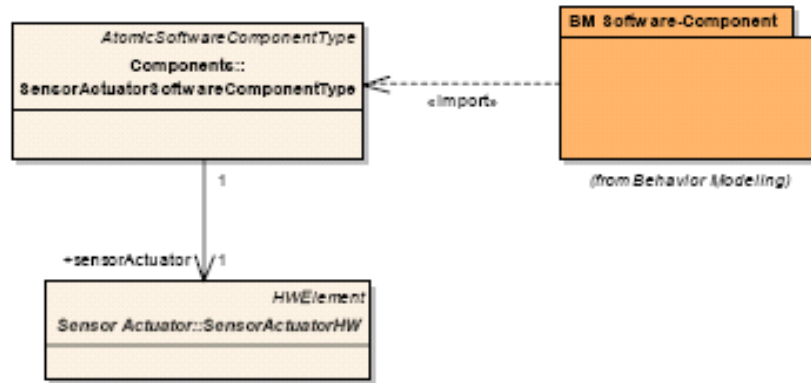 AtomicSoftwareComponentType
Components::
SensorActuatorSoftwareComponentType
BM Software-Component
«import»
(from Behavior Modeling)
1
+sensorActuator
1
HWElement
Sensor Actuator::SensorActuatorHW